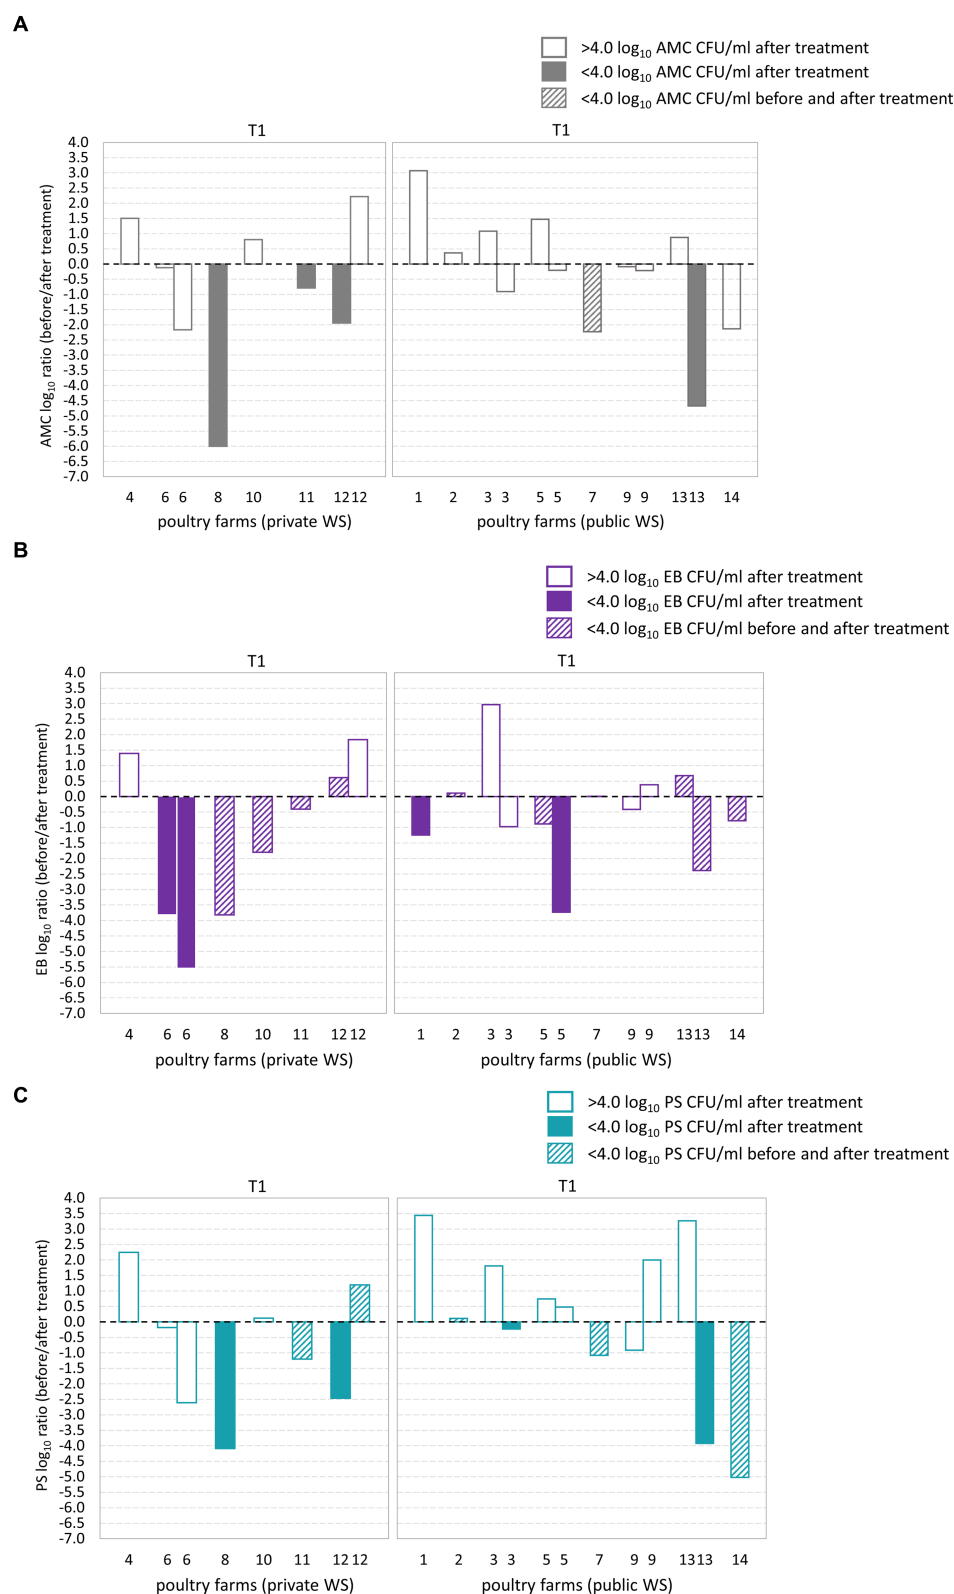 A
>4.0 log10 AMC CFU/ml after treatment
<4.0 log10 AMC CFU/ml after treatment
<4.0 log10 AMC CFU/ml before and after treatment
T1 T1
AMC log10 ratio (before/after treatment)
4.0
3.5
3.0
2.5
2.0
1.5
1.0
0.5
0.0
-0.5
-1.0
-1.5
-2.0
-2.5
-3.0
-3.5
-4.0
-4.5
-5.0
-5.5
-6.0
-6.5
-7.0
4 6 6 8 10 11 12 12 1 2 3 3 5 5 7 9 9 13 13 14
poultry farms (private WS) poultry farms (public WS)
B
>4.0 log10 EB CFU/ml after treatment
<4.0 log10 EB CFU/ml after treatment
<4.0 log10 EB CFU/ml before and after treatment
T1 T1
EB log10 ratio (before/after treatment)
4.0
3.5
3.0
2.5
2.0
1.5
1.0
0.5
0.0
-0.5
-1.0
-1.5
-2.0
-2.5
-3.0
-3.5
-4.0
-4.5
-5.0
-5.5
-6.0
-6.5
-7.0
4 6 6 8 10 11 12 12 1 2 3 3 5 5 7 9 9 13 13 14
poultry farms (private WS) poultry farms (public WS)
C
>4.0 log10 PS CFU/ml after treatment
<4.0 log10 PS CFU/ml after treatment
<4.0 log10 PS CFU/ml before and after treatment
T1 T1
PS log10 ratio (before/after treatment)
4.0
3.5
3.0
2.5
2.0
1.5
1.0
0.5
0.0
-0.5
-1.0
-1.5
-2.0
-2.5
-3.0
-3.5
-4.0
-4.5
-5.0
-5.5
-6.0
-6.5
-7.0
4 6 6 8 10 11 12 12 1 2 3 3 5 5 7 9 9 13 13 14
poultry farms (private WS) poultry farms (public WS)